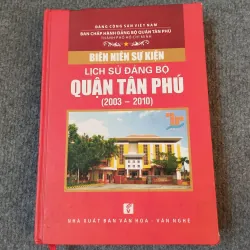 ĐẢNG CỘNG SẢN VIỆT NAM
BAN CHẤP HÀNH ĐẢNG BỘ QUẬN TÂN PHÚ
THÀNH PHỐ HỒ CHÍ MINH
BIÊN NIÊN SỰ KIỆN
LỊCH SỬ ĐẢNG BỘ
QUẬN TÂN PHÚ
(2003 - 2010)
NHÀ XUẤT BẢN VĂN HÓA - VĂN NGHỆ